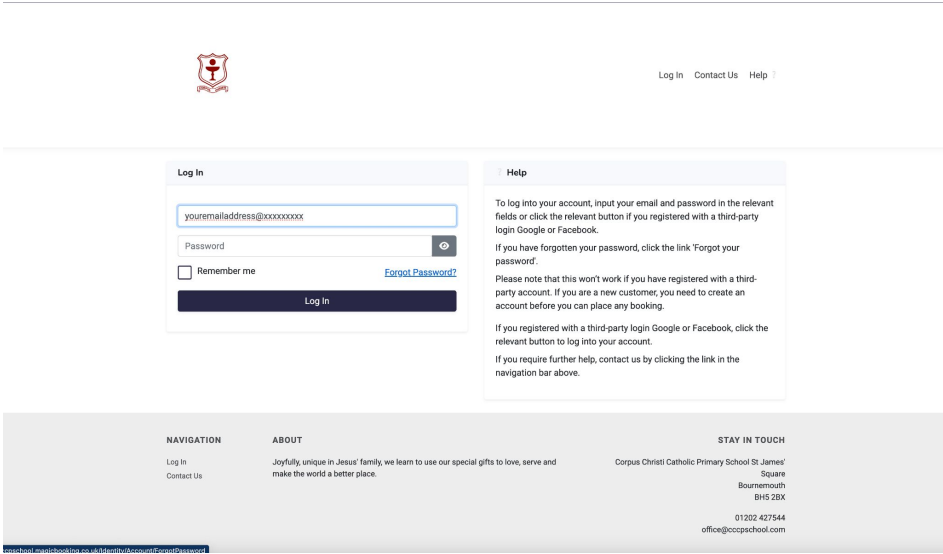 Log In Contact Us Help ?
Log In
youremailaddress@xxxxxxxxx
Password
Remember me Forgot Password?
Log In
? Help
To log into your account, input your email and password in the relevant
fields or click the relevant button if you registered with a third-party
login Google or Facebook.
If you have forgotten your password, click the link 'Forgot your
password'.
Please note that this won't work if you have registered with a third-
party account. If you are a new customer, you need to create an
account before you can place any booking.
If you registered with a third-party login Google or Facebook, click the
relevant button to log into your account.
If you require further help, contact us by clicking the link in the
navigation bar above.
NAVIGATION
Log In
Contact Us
ABOUT
Joyfully, unique in Jesus' family, we learn to use our special gifts to love, serve and
make the world a better place.
STAY IN TOUCH
Corpus Christi Catholic Primary School St James'
Square
Bournemouth
BH5 2BX
01202 427544
office@cccpschool.com
ccpschool.magicbooking.co.uk/Identity/Account/ForgotPassword